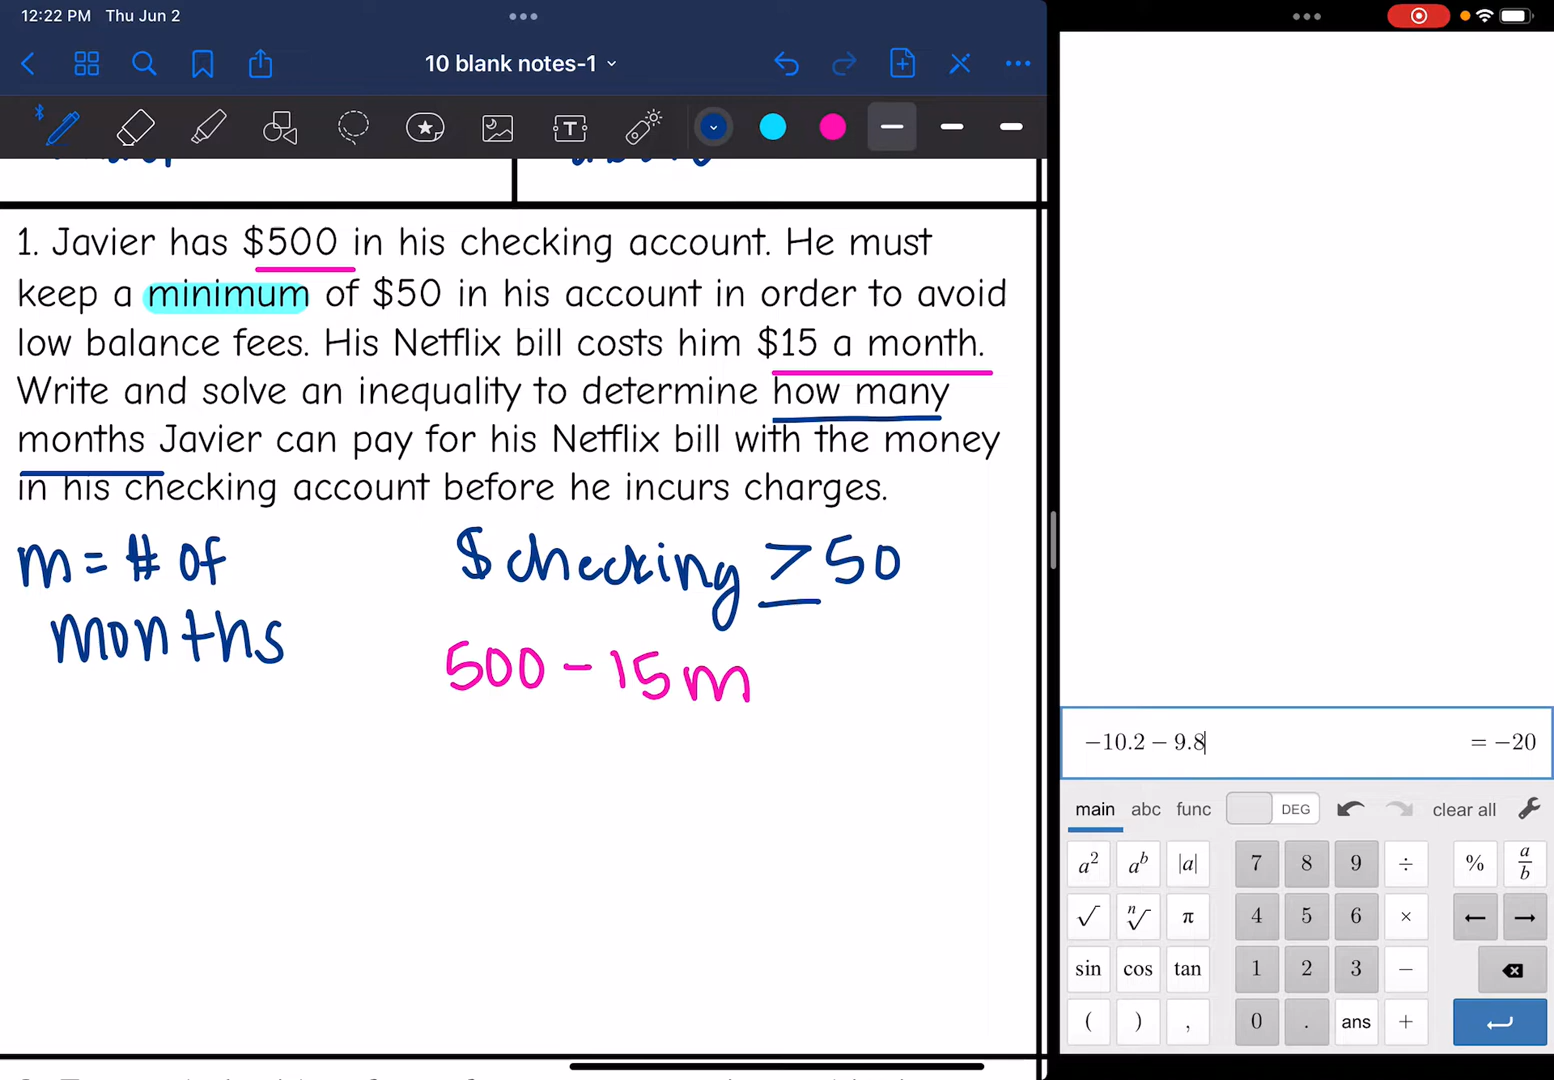 12:22 PM Thu Jun 2
10 blank notes-1
1. Javier has $500 in his checking account. He must
keep a minimum of $50 in his account in order to avoid
low balance fees. His Netflix bill costs him $15 a month.
Write and solve an inequality to determine how many
months Javier can pay for his Netflix bill with the money
in his checking account before he incurs charges.
m = # of
months
$ checking ≥ 50
500 - 15m
−10.2 − 9.8 = −20
main abc func DEG clear all
a² aᵇ |a| 7 8 9 ÷ % a/b
√ ⁿ√ π 4 5 6 × ← →
sin cos tan 1 2 3 −
( ) , 0 . ans +